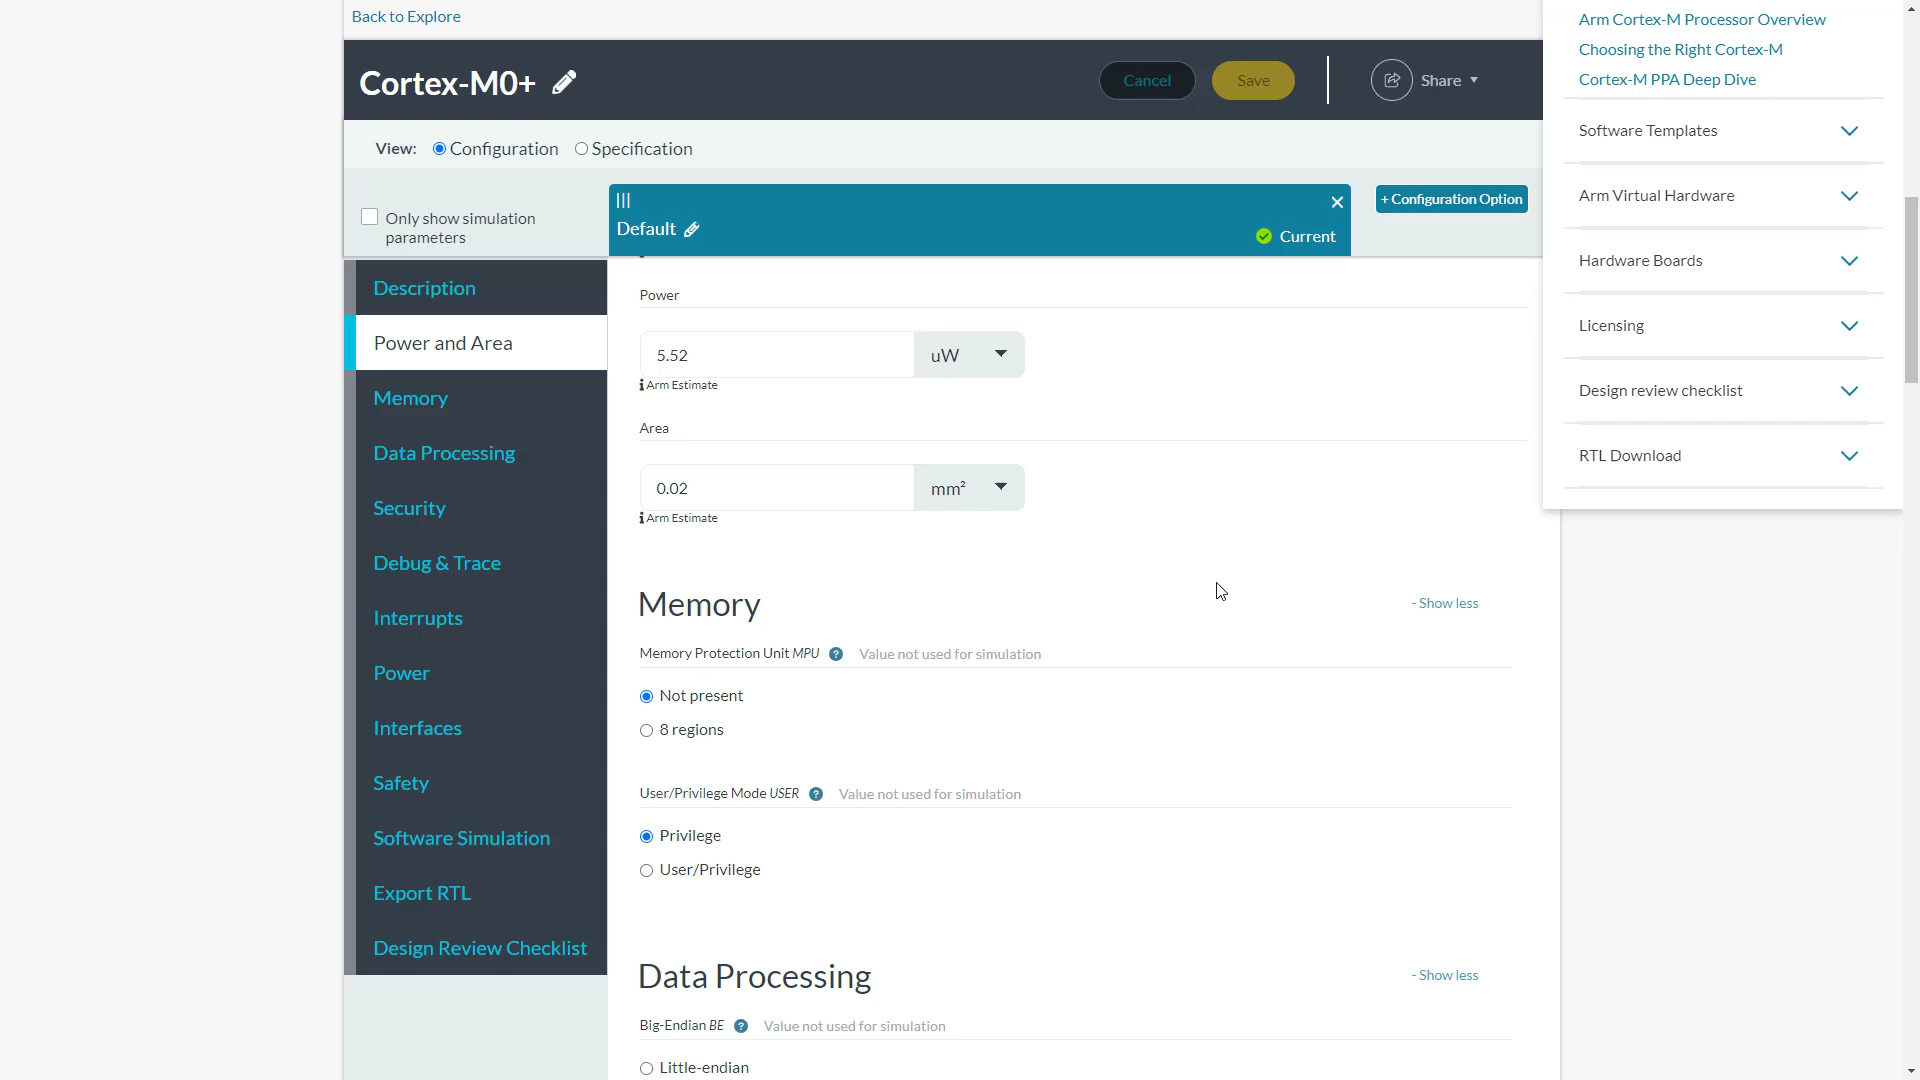 Back to Explore
Cortex-M0+
Cancel
Save
Share
View:
Configuration
Specification
Only show simulation
parameters
Default
Current
+ Configuration Option
Description
Power and Area
Memory
Data Processing
Security
Debug & Trace
Interrupts
Power
Interfaces
Safety
Software Simulation
Export RTL
Design Review Checklist
Power
5.52
uW
Arm Estimate
Area
0.02
mm²
Arm Estimate
Memory
- Show less
Memory Protection Unit MPU
Value not used for simulation
Not present
8 regions
User/Privilege Mode USER
Value not used for simulation
Privilege
User/Privilege
Data Processing
- Show less
Big-Endian BE
Value not used for simulation
Little-endian
Arm Cortex-M Processor Overview
Choosing the Right Cortex-M
Cortex-M PPA Deep Dive
Software Templates
Arm Virtual Hardware
Hardware Boards
Licensing
Design review checklist
RTL Download